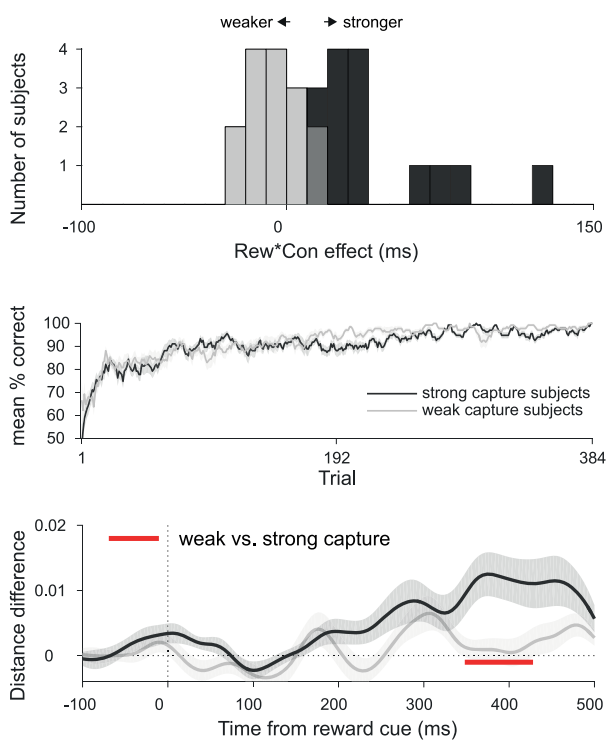 weaker stronger
Number of subjects
4
3
2
1
-100 0 150
Rew*Con effect (ms)
mean % correct
100
90
80
70
60
50
strong capture subjects
weak capture subjects
1 192 384
Trial
Distance difference
0.02
0.01
0
weak vs. strong capture
-100 0 100 200 300 400 500
Time from reward cue (ms)